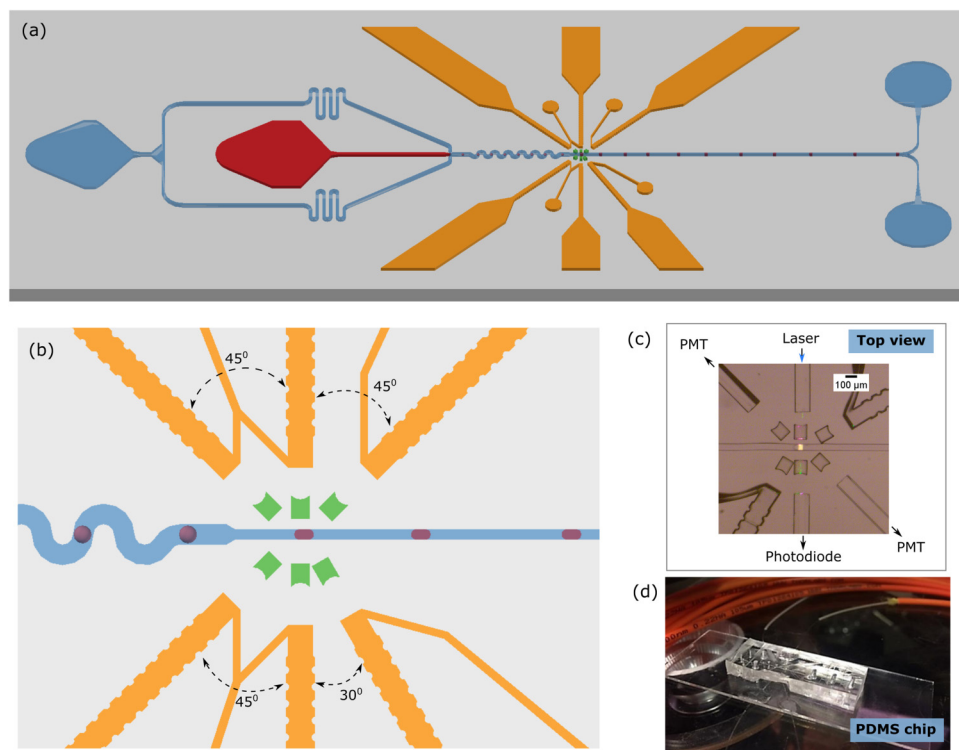 (a)
(b)
45⁰
45⁰
45⁰
30⁰
(c)
Laser
Top view
PMT
100 µm
PMT
Photodiode
(d)
PDMS chip